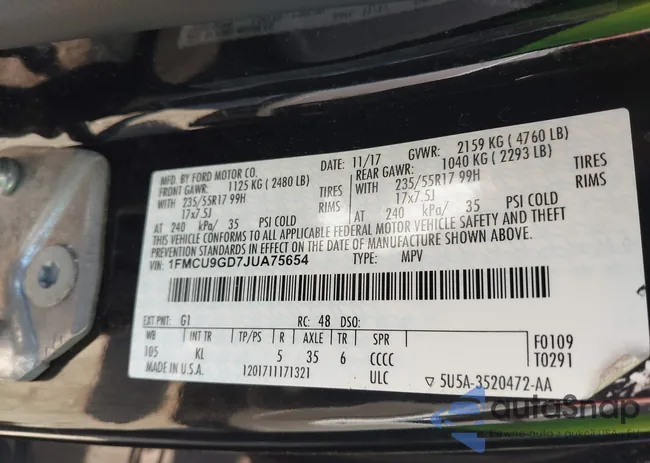 MFD. BY FORD MOTOR CO.
11/17
GVWR: 2159 KG ( 4760 LB)
FRONT GAWR: 1125 KG ( 2480 LB)
REAR GAWR: 1040 KG ( 2293 LB)
WITH 235/55R17 99H TIRES
WITH 235/55R17 99H TIRES
17x7.5J RIMS
17x7.5J RIMS
AT 240 kPa/ 35 PSI COLD
AT 240 kPa/ 35 PSI COLD
THIS VEHICLE CONFORMS TO ALL APPLICABLE FEDERAL MOTOR VEHICLE SAFETY AND THEFT
PREVENTION STANDARDS IN EFFECT ON THE DATE OF MANUFACTURE SHOWN ABOVE.
VIN: 1FMCU9GD7JUA75654
TYPE: MPV
EXT PNT: G1 RC: 48 DSO:
WB INT TR TP/PS R AXLE TR SPR
105 KL 5 35 6 CCCC
F0109
T0291
MADE IN U.S.A. 1201711171321 ULC
▽ 5U5A-3520472-AA
autoSnap